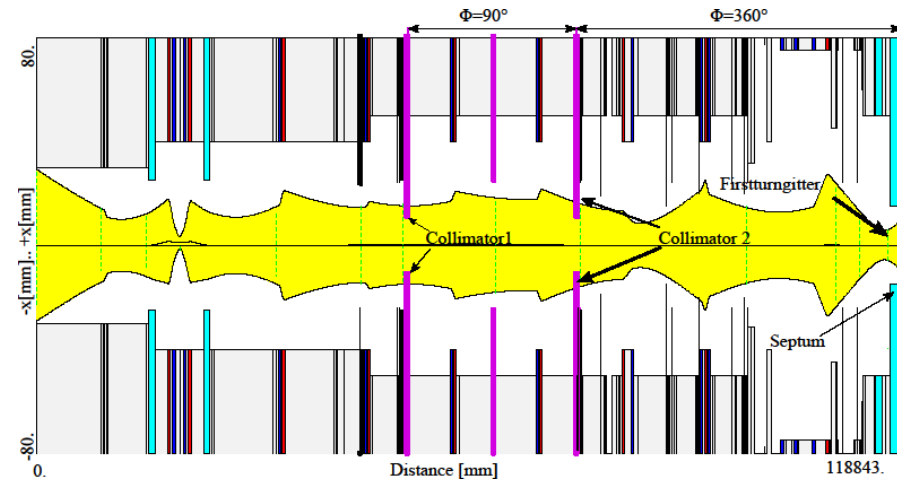 Φ=90°
Φ=360°
80.
Firstturngitter
+x[mm]
Collimator1
Collimator 2
-x[mm]..
Septum
-80.
0.
Distance [mm]
118843.